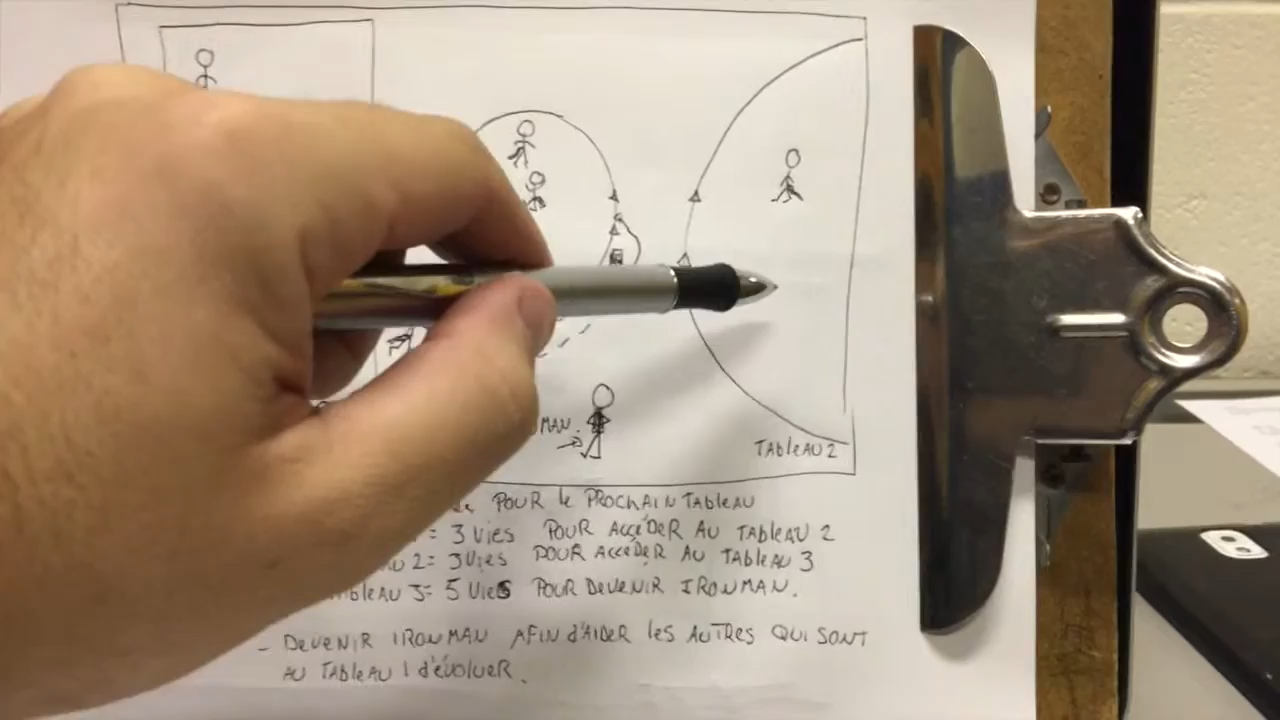 MAN.
TABLEAU 2
POUR le PROCHAIN TABLEAU
= 3 Vies POUR ACCÉDER AU TABLEAU 2
AU 2= 3Vies POUR ACCÉDER AU TABLEAU 3
bleAU 3= 5 Vies POUR DEVENIR IRONMAN.
- DEVENIR IRONMAN AFIN d'AIDER les AUTRES QUI SONT
AU TABLEAU 1 d'ÉVOLUER.